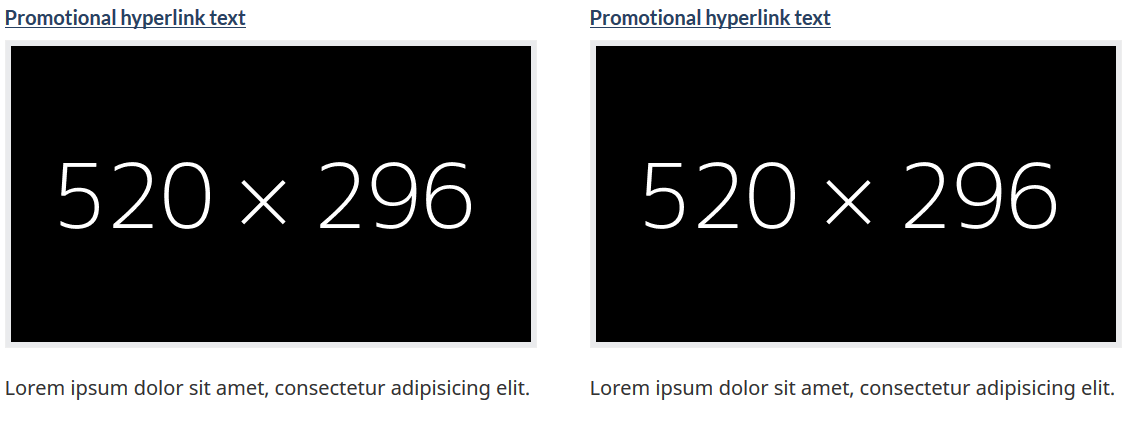 Promotional hyperlink text
520 × 296
Lorem ipsum dolor sit amet, consectetur adipisicing elit.
Promotional hyperlink text
520 × 296
Lorem ipsum dolor sit amet, consectetur adipisicing elit.